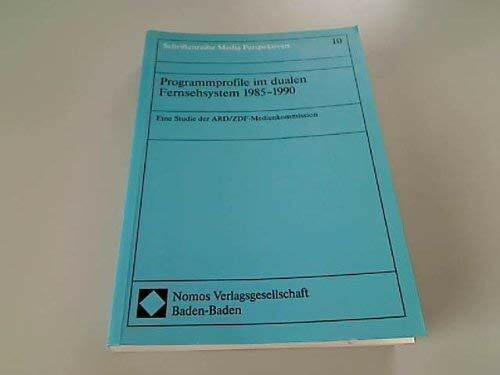 Schriftenreihe Media Perspektiven 10
Programmprofile im dualen
Fernsehsystem 1985-1990
Eine Studie der ARD/ZDF-Medienkommission
Nomos Verlagsgesellschaft
Baden-Baden